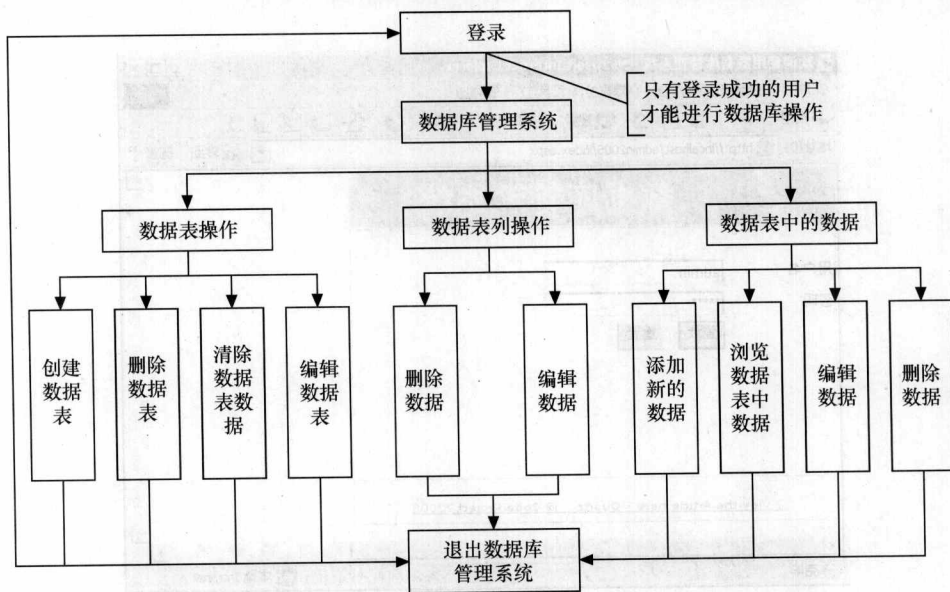 登录
只有登录成功的用户
才能进行数据库操作
数据库管理系统
数据表操作
数据表列操作
数据表中的数据
创建
数据
表
删除
数据
表
清除
数据
表数
据
编辑
数据
表
删除
数据
编辑
数据
添加
新的
数据
浏览
数据
表中
数据
编辑
数据
删除
数据
退出数据库
管理系统